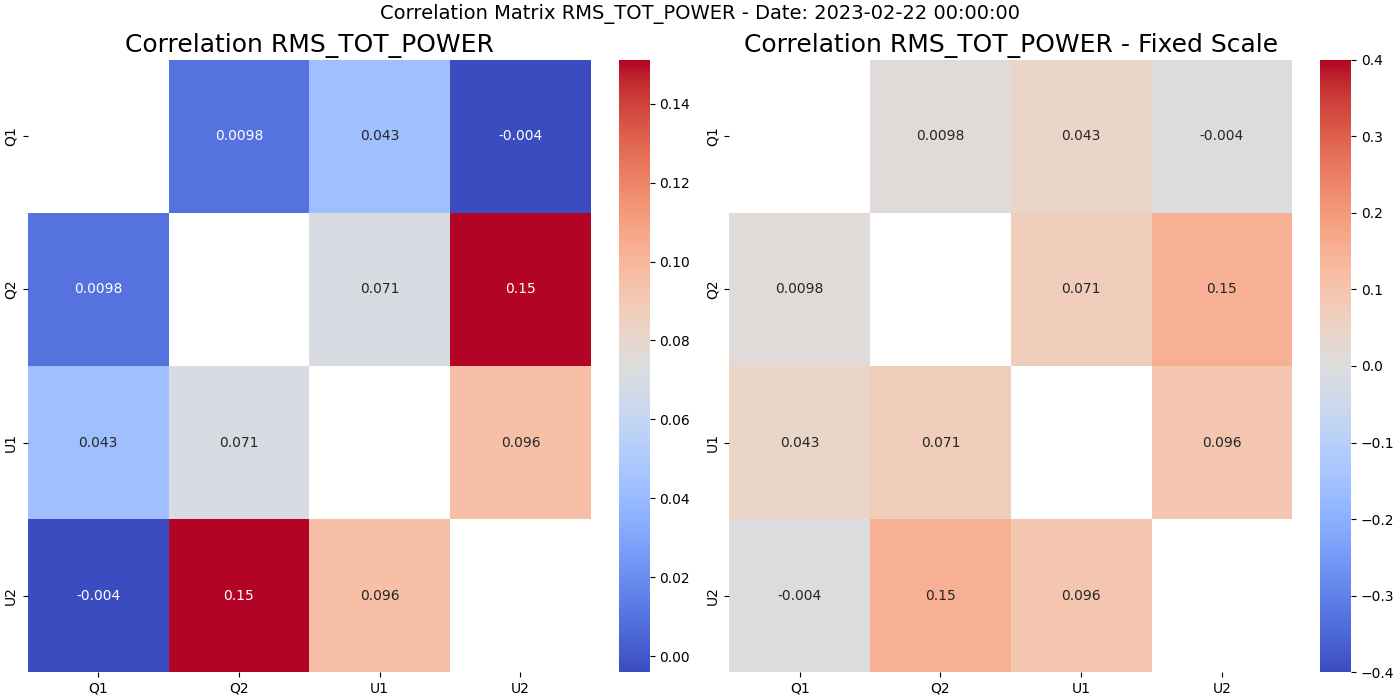 Correlation Matrix RMS_TOT_POWER - Date: 2023-02-22 00:00:00
Correlation RMS_TOT_POWER
Q1
0.0098
0.043
-0.004
Q2
0.0098
0.071
0.15
U1
0.043
0.071
0.096
U2
-0.004
0.15
0.096
Q1
Q2
U1
U2
0.14
0.12
0.10
0.08
0.06
0.04
0.02
0.00
Correlation RMS_TOT_POWER - Fixed Scale
Q1
0.0098
0.043
-0.004
Q2
0.0098
0.071
0.15
U1
0.043
0.071
0.096
U2
-0.004
0.15
0.096
Q1
Q2
U1
U2
0.4
0.3
0.2
0.1
0.0
−0.1
−0.2
−0.3
−0.4